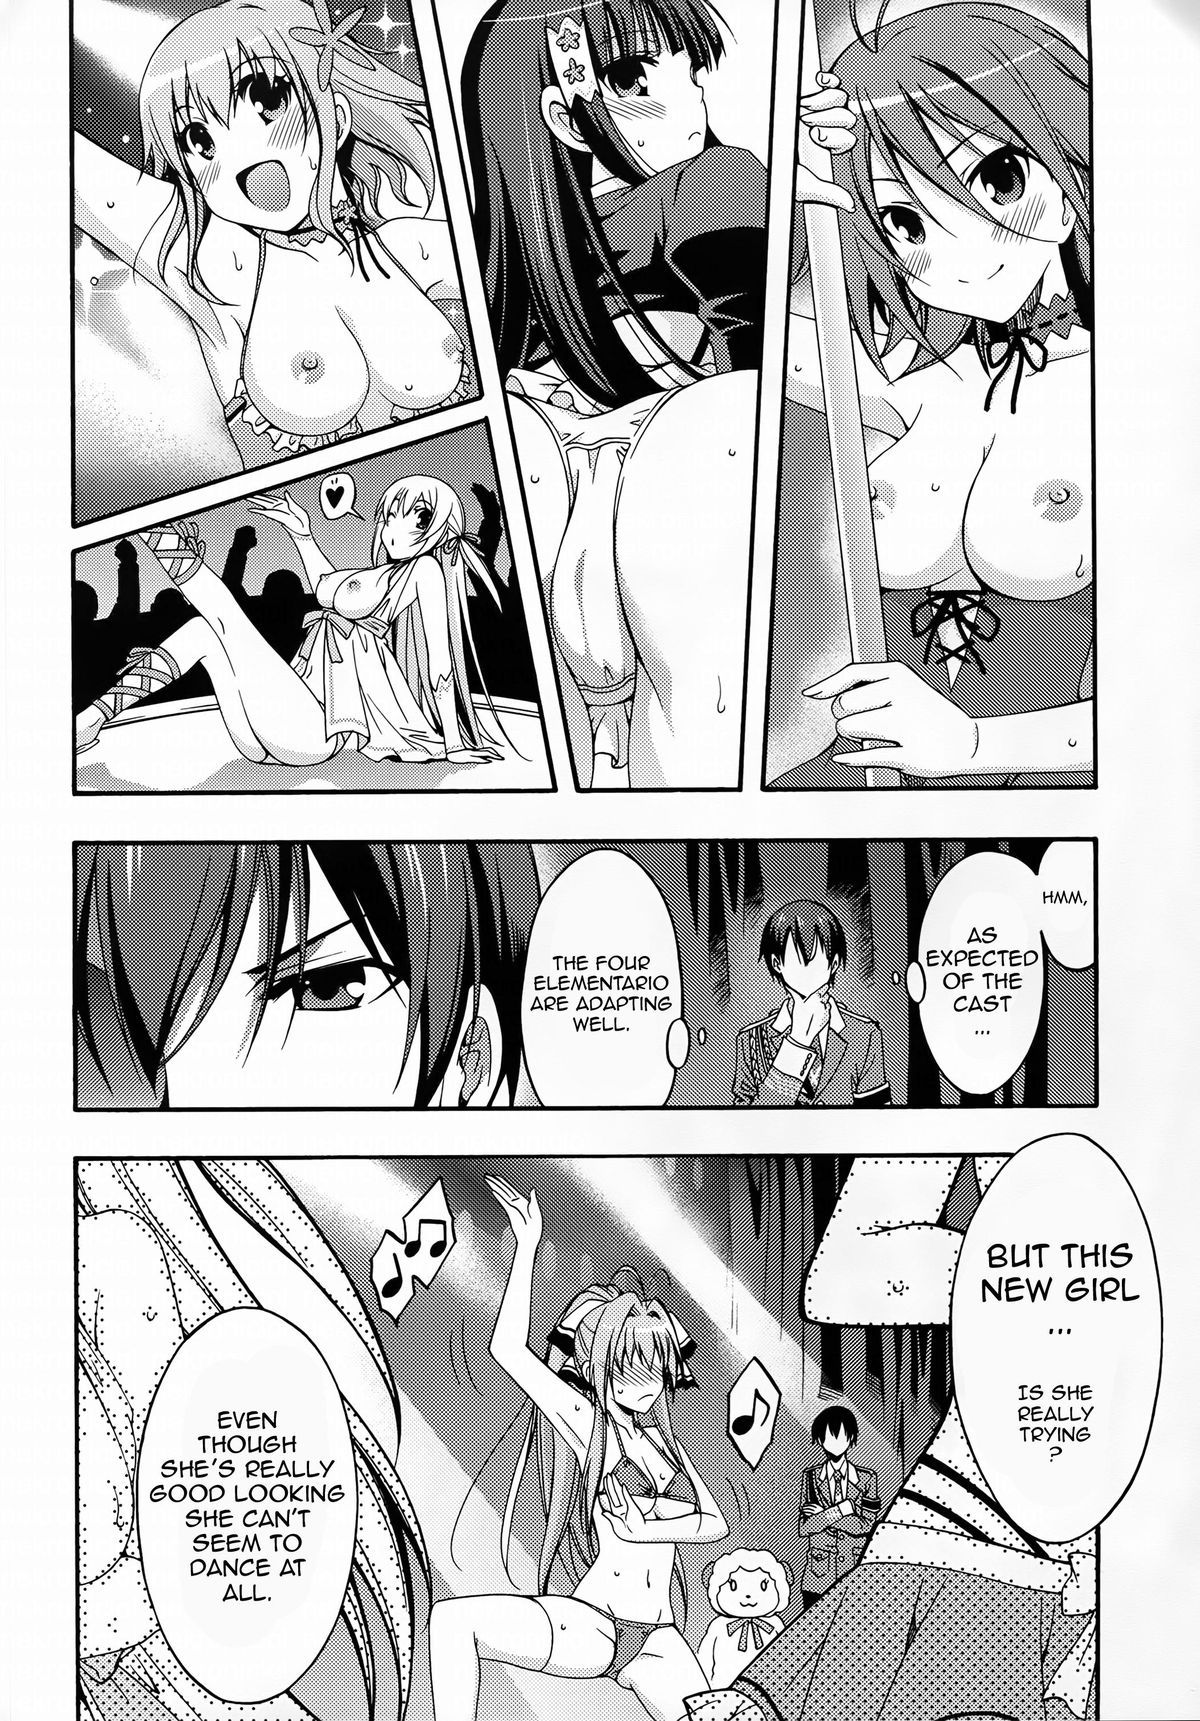 HMM,
AS
EXPECTED
OF THE
CAST
...
THE FOUR
ELEMENTARIO
ARE ADAPTING
WELL.
BUT THIS
NEW GIRL
...
IS SHE
REALLY
TRYING
?
EVEN
THOUGH
SHE'S REALLY
GOOD LOOKING
SHE CAN'T
SEEM TO
DANCE AT
ALL.